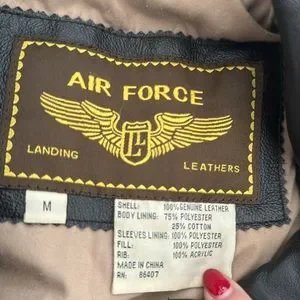 AIR FORCE
LL
LANDING LEATHERS
M
SHELL: 100% GENUINE LEATHER
BODY LINING: 75% POLYESTER
25% COTTON
SLEEVES LINING: 100% POLYESTER
FILL: 100% POLYESTER
RIB: 100% ACRYLIC
MADE IN CHINA
RN: 86407